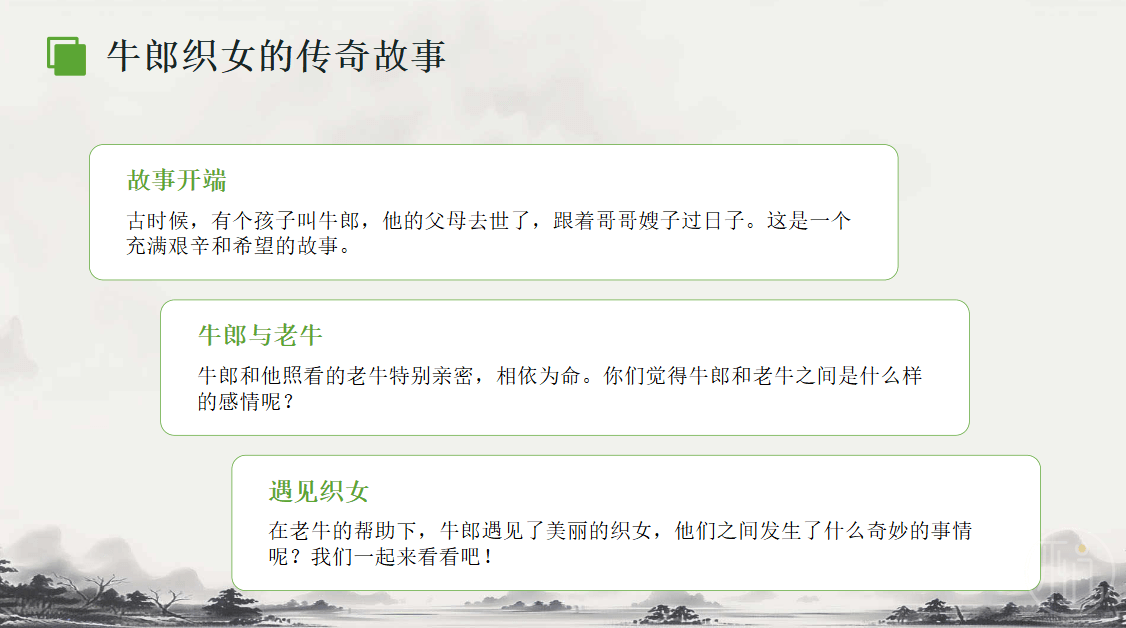 牛郎织女的传奇故事
故事开端
古时候，有个孩子叫牛郎，他的父母去世了，跟着哥哥嫂子过日子。这是一个
充满艰辛和希望的故事。
牛郎与老牛
牛郎和他照看的老牛特别亲密，相依为命。你们觉得牛郎和老牛之间是什么样
的感情呢？
遇见织女
在老牛的帮助下，牛郎遇见了美丽的织女，他们之间发生了什么奇妙的事情
呢？我们一起来看看吧！